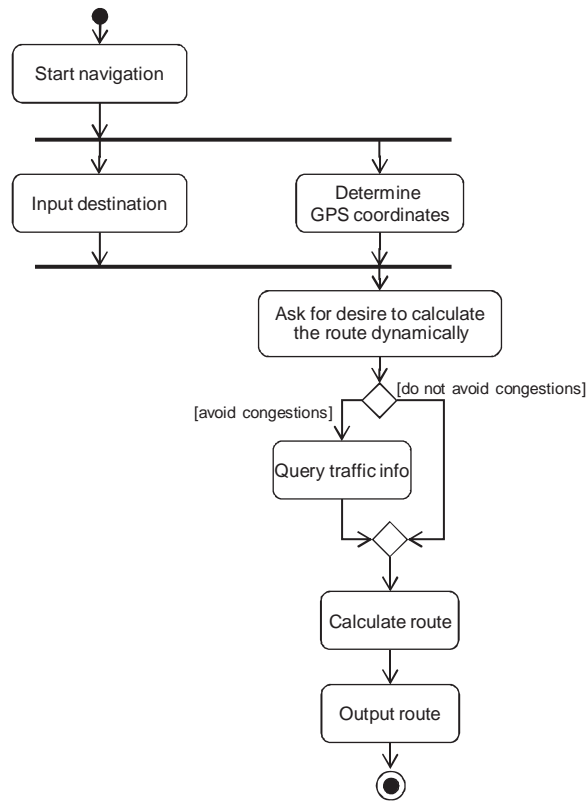 Start navigation
Input destination
Determine
GPS coordinates
Ask for desire to calculate
the route dynamically
[do not avoid congestions]
[avoid congestions]
Query traffic info
Calculate route
Output route